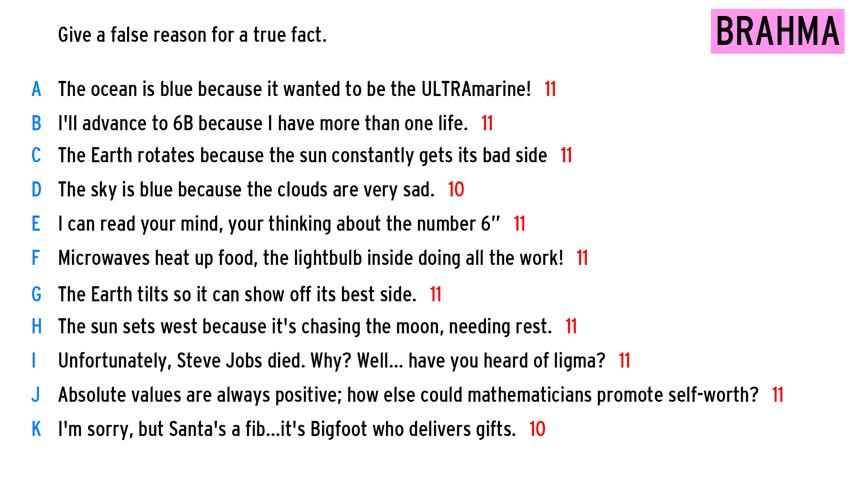 Give a false reason for a true fact.
BRAHMA
A The ocean is blue because it wanted to be the ULTRAmarine! 11
B I'll advance to 6B because I have more than one life. 11
C The Earth rotates because the sun constantly gets its bad side 11
D The sky is blue because the clouds are very sad. 10
E I can read your mind, your thinking about the number 6” 11
F Microwaves heat up food, the lightbulb inside doing all the work! 11
G The Earth tilts so it can show off its best side. 11
H The sun sets west because it's chasing the moon, needing rest. 11
I Unfortunately, Steve Jobs died. Why? Well... have you heard of ligma? 11
J Absolute values are always positive; how else could mathematicians promote self-worth? 11
K I'm sorry, but Santa's a fib...it's Bigfoot who delivers gifts. 10